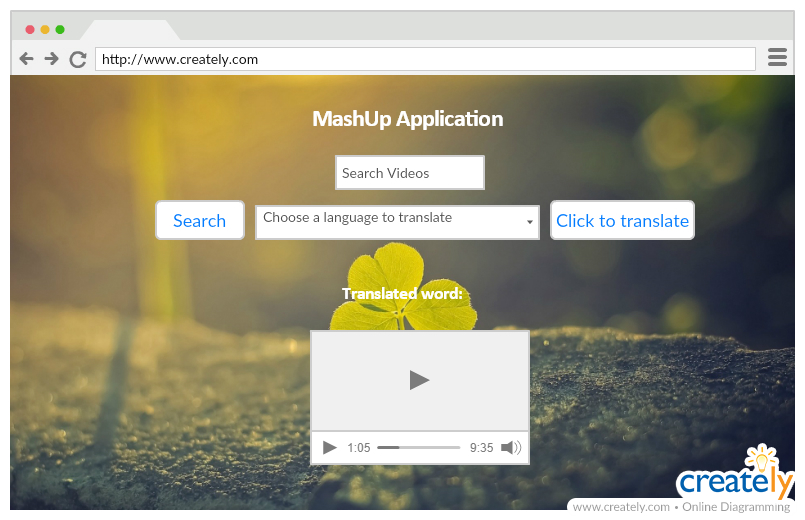 http://www.creately.com
MashUp Application
Search Videos
Search
Choose a language to translate
Click to translate
Translated word:
1:05
9:35
creately
www.creately.com • Online Diagramming